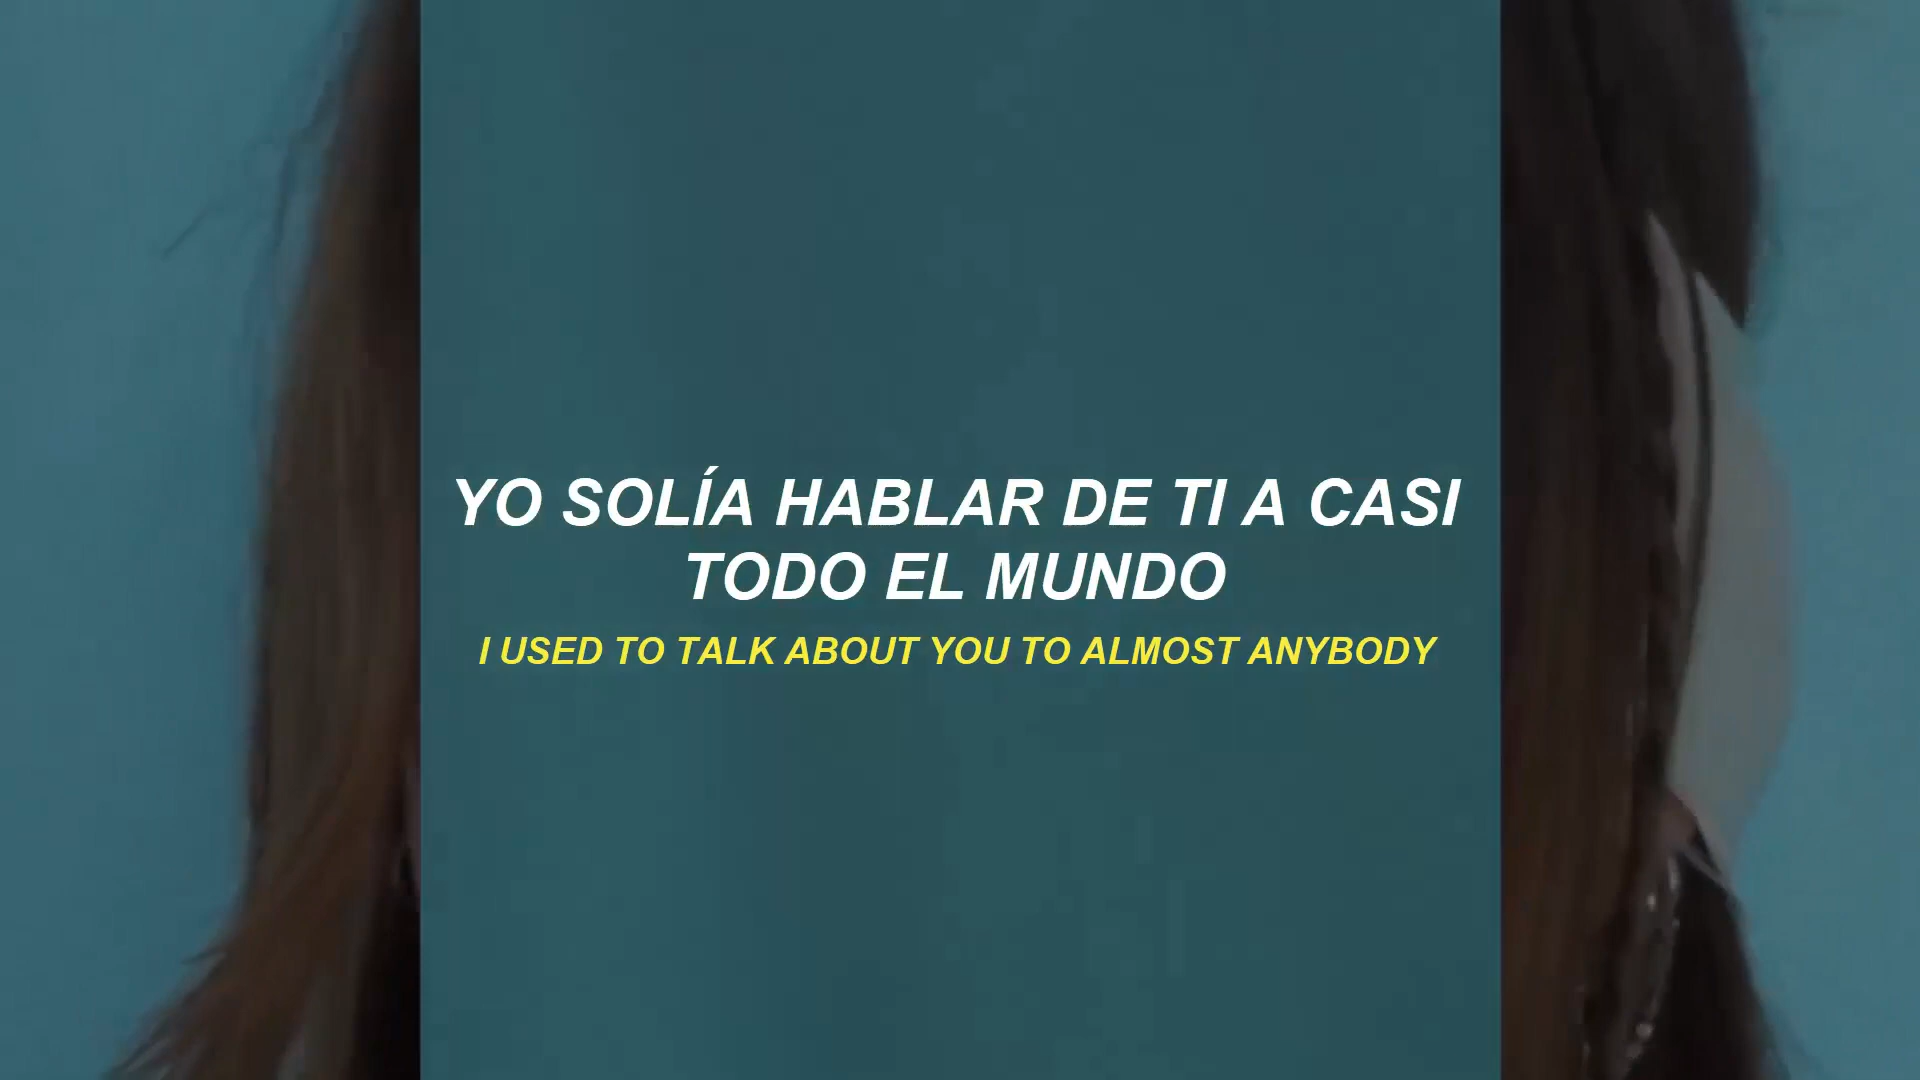 YO SOLÍA HABLAR DE TI A CASI
TODO EL MUNDO
I USED TO TALK ABOUT YOU TO ALMOST ANYBODY